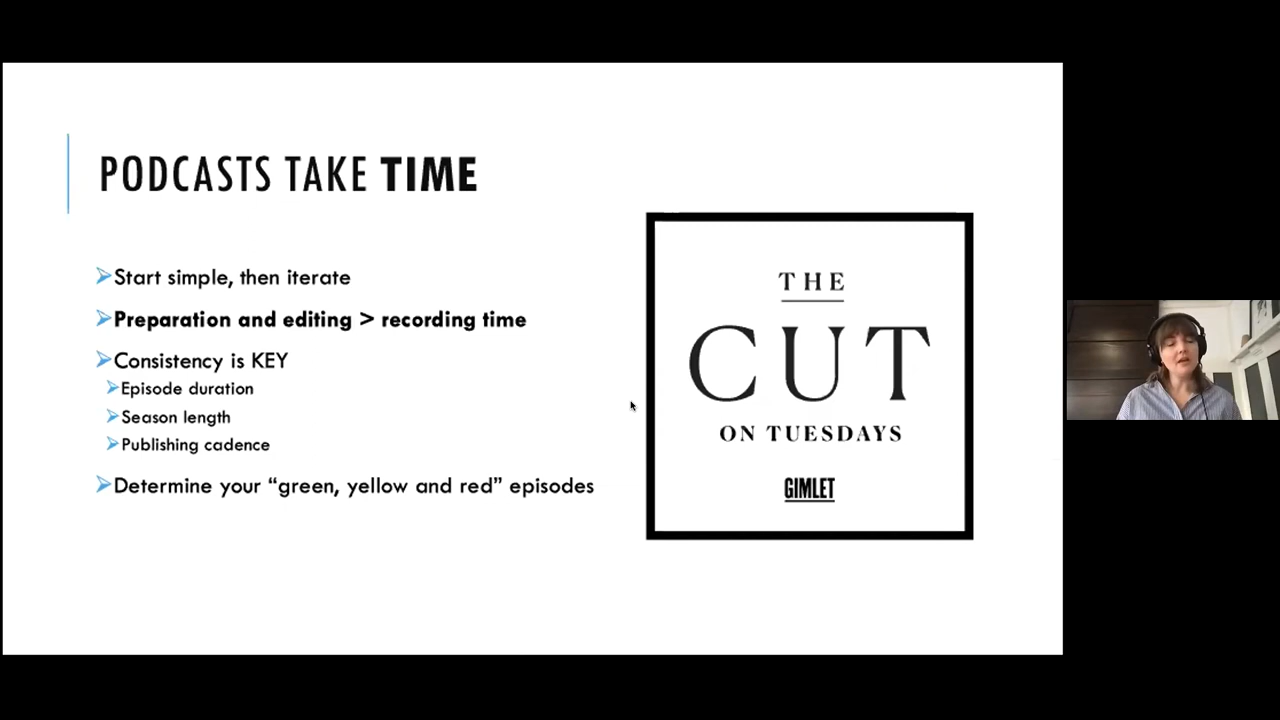 PODCASTS TAKE TIME
Start simple, then iterate
Preparation and editing > recording time
Consistency is KEY
Episode duration
Season length
Publishing cadence
Determine your “green, yellow and red” episodes
THE
CUT
ON TUESDAYS
GIMLET